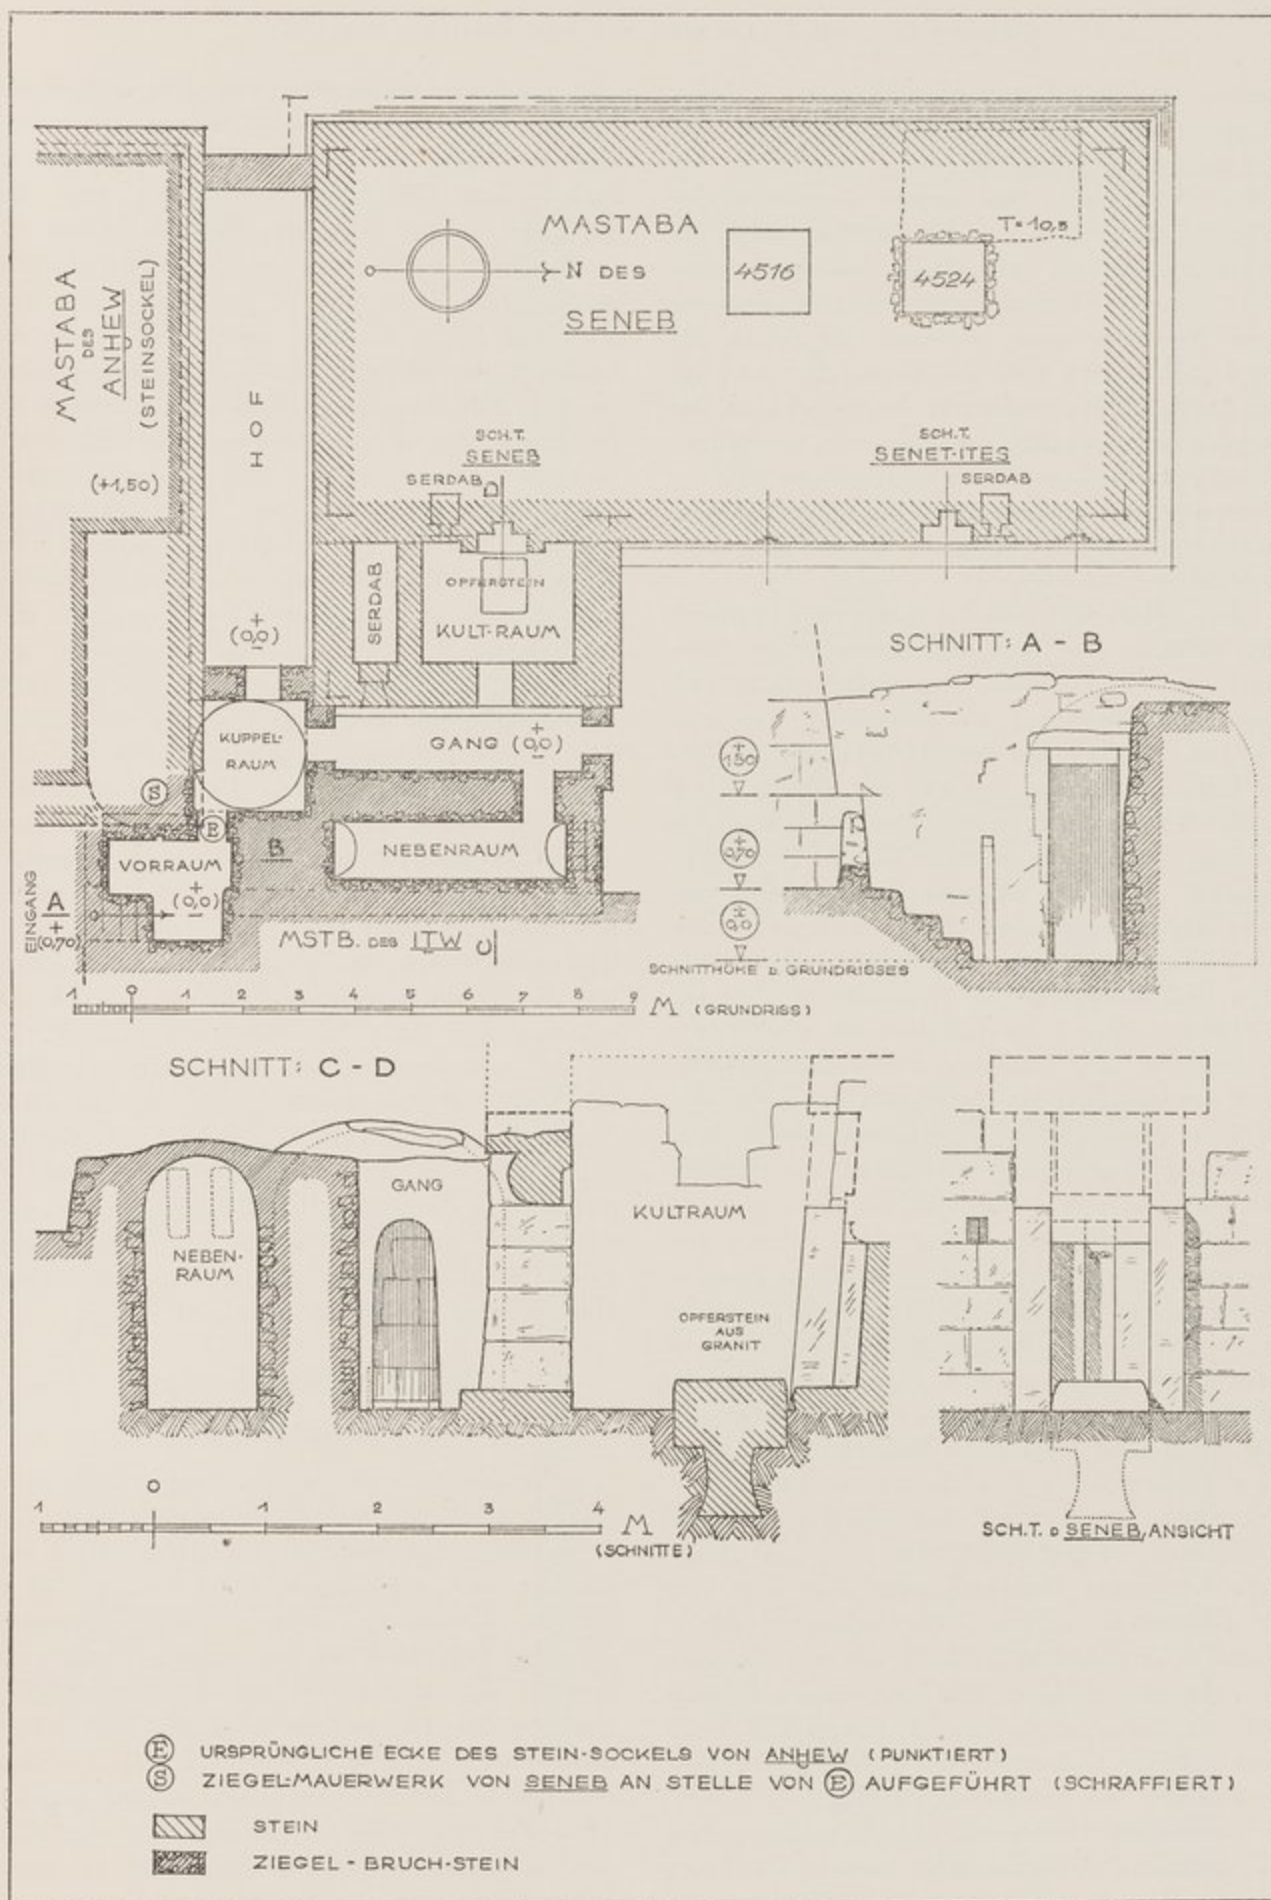 MASTABA
DES
ANḤEW
(STEINSOCKEL)
(+1,50)
HOF
(±0,0)
MASTABA
N DES
SENEB
4516
4524
T=10,5
SCH.T.
SENEB
SERDAB
D
SCH.T.
SENET-ITES
SERDAB
SERDAB
OPFERSTEIN
KULT-RAUM
KUPPEL-
RAUM
GANG (±0,0)
S
E
VORRAUM
(±0,0)
B
NEBENRAUM
EINGANG
A
+
(0,70)
MSTB. DES ITW
C
1 0 1 2 3 4 5 6 7 8 9 M (GRUNDRISS)
SCHNITT: A - B
+
1,50
+
0,70
±
0,0
SCHNITTHÖHE D. GRUNDRISSES
SCHNITT: C - D
NEBEN-
RAUM
GANG
KULTRAUM
OPFERSTEIN
AUS
GRANIT
1 0 1 2 3 4 M
(SCHNITTE)
SCH.T. D SENEB, ANSICHT
E URSPRÜNGLICHE ECKE DES STEIN-SOCKELS VON ANḤEW (PUNKTIERT)
S ZIEGEL-MAUERWERK VON SENEB AN STELLE VON E AUFGEFÜHRT (SCHRAFFIERT)
STEIN
ZIEGEL - BRUCH-STEIN